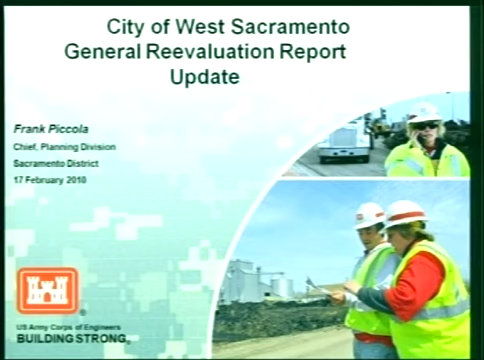 City of West Sacramento
General Reevaluation Report
Update
Frank Piccola
Chief, Planning Division
Sacramento District
17 February 2010
®
US Army Corps of Engineers
BUILDING STRONG®